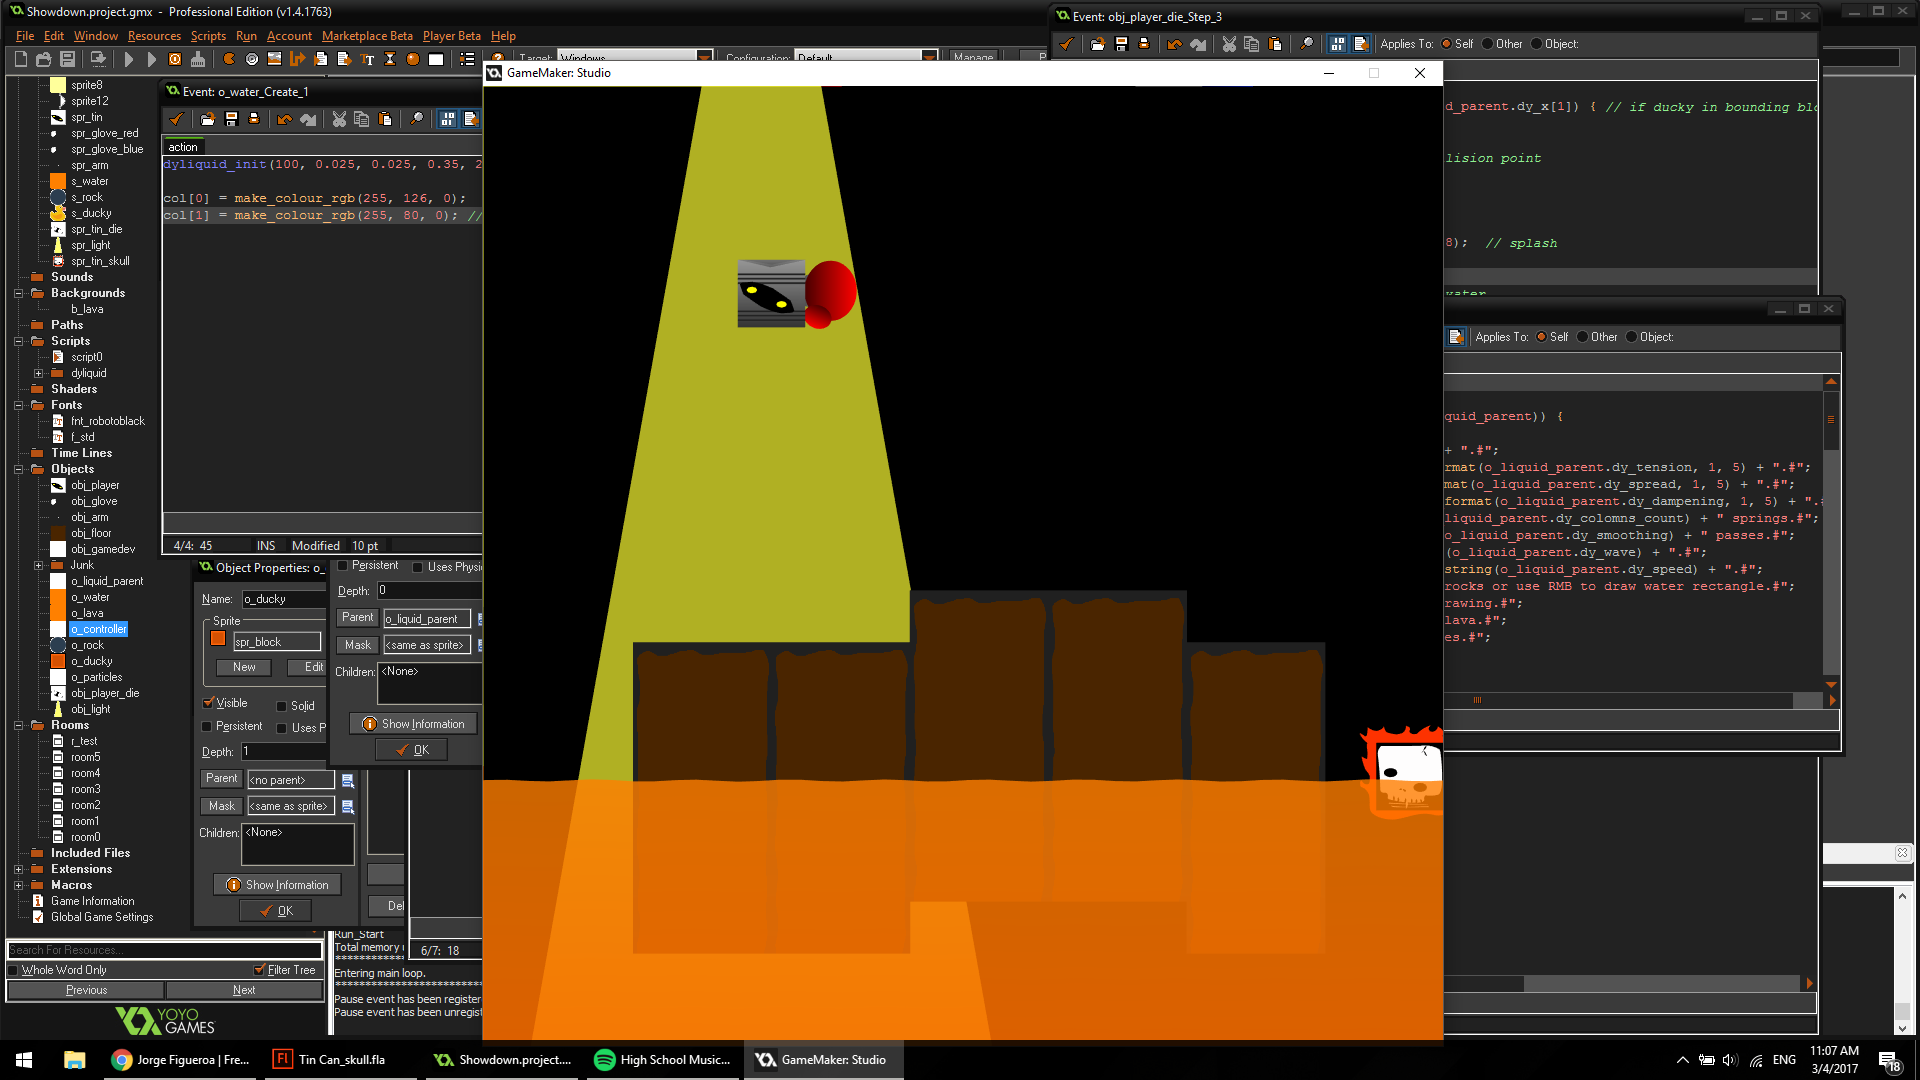 Showdown.project.gmx - Professional Edition (v1.4.1763)
File Edit Window Resources Scripts Run Account Marketplace Beta Player Beta Help
Target: Windows Configuration: Default Manage
sprite8
sprite12
spr_tin
spr_glove_red
spr_glove_blue
spr_arm
s_water
s_rock
s_ducky
spr_tin_die
spr_light
spr_tin_skull
Sounds
Backgrounds
b_lava
Paths
Scripts
script0
dyliquid
Shaders
Fonts
fnt_robotoblack
f_std
Time Lines
Objects
obj_player
obj_glove
obj_arm
obj_floor
obj_gamedev
Junk
o_liquid_parent
o_water
o_lava
o_controller
o_rock
o_ducky
o_particles
obj_player_die
obj_light
Rooms
r_test
room5
room4
room3
room2
room1
room0
Included Files
Extensions
Macros
Game Information
Global Game Settings
Search For Resources...
Whole Word Only Filter Tree
Previous Next
YOYO
GAMES
Event: o_water_Create_1
action
dyliquid_init(100, 0.025, 0.025, 0.35, 2
col[0] = make_colour_rgb(255, 126, 0);
col[1] = make_colour_rgb(255, 80, 0); //
4/4: 45 INS Modified 10 pt
Object Properties: o_
Name: o_ducky
Sprite
spr_block
New Edit
Visible Solid
Persistent Uses P
Depth: 1
Parent <no parent>
Mask <same as sprite>
Children: <None>
Show Information
OK
Persistent Uses Physi
Depth: 0
Parent o_liquid_parent
Mask <same as sprite>
Children: <None>
Show Information
OK
Del
6/7: 18
Run_Start
Total memory u
Entering main loop.
Pause event has been register
Pause event has been unregist
GameMaker: Studio
Event: obj_player_die_Step_3
Applies To: Self Other Object:
d_parent.dy_x[1]) { // if ducky in bounding blo
lision point
8); // splash
water
Applies To: Self Other Object:
quid_parent)) {
+ ".#";
rmat(o_liquid_parent.dy_tension, 1, 5) + ".#";
mat(o_liquid_parent.dy_spread, 1, 5) + ".#";
format(o_liquid_parent.dy_dampening, 1, 5) + ".#
liquid_parent.dy_colomns_count) + " springs.#";
o_liquid_parent.dy_smoothing) + " passes.#";
(o_liquid_parent.dy_wave) + ".#";
string(o_liquid_parent.dy_speed) + ".#";
rocks or use RMB to draw water rectangle.#";
rawing.#";
lava.#";
es.#";
Jorge Figueroa | Fre...
Fl Tin Can_skull.fla
Showdown.project....
High School Music...
GameMaker: Studio
ENG
11:07 AM
3/4/2017
18